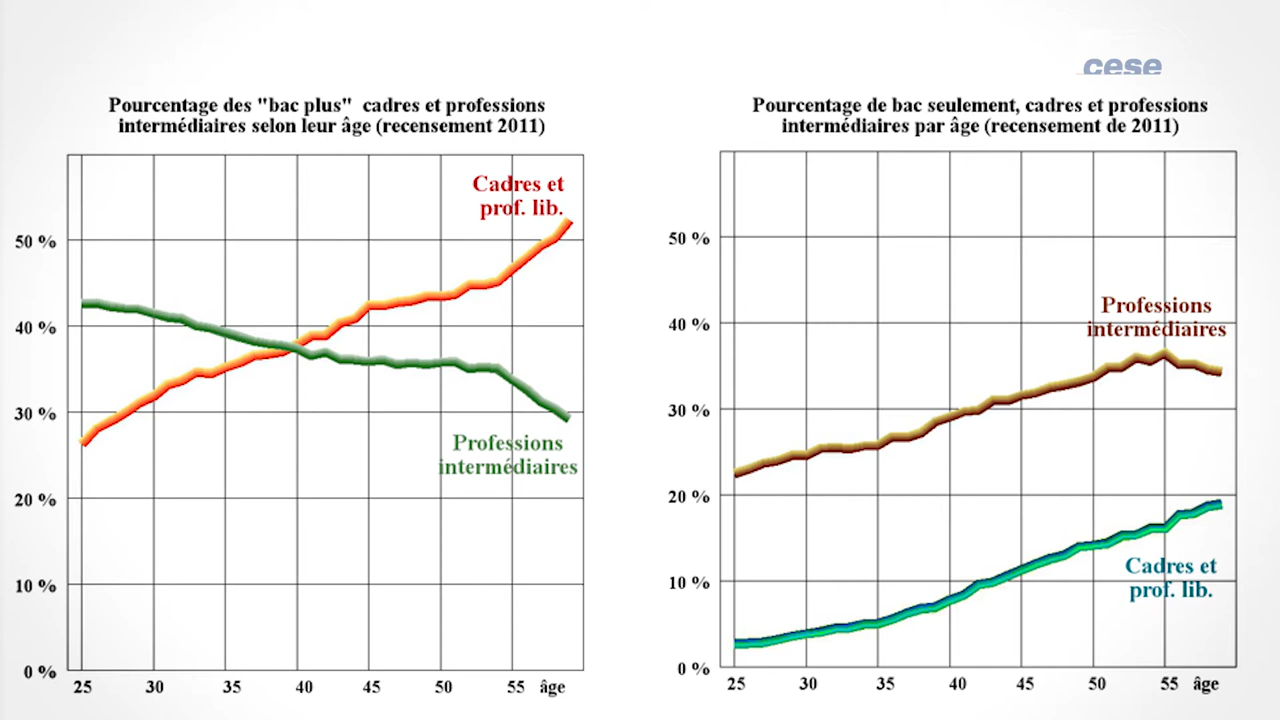 cese
Pourcentage des "bac plus" cadres et professions
intermédiaires selon leur âge (recensement 2011)
Cadres et
prof. lib.
50 %
40 %
30 %
20 %
10 %
0 %
Professions
intermédiaires
25 30 35 40 45 50 55 âge
Pourcentage de bac seulement, cadres et professions
intermédiaires par âge (recensement de 2011)
50 %
40 %
30 %
20 %
10 %
0 %
Professions
intermédiaires
Cadres et
prof. lib.
25 30 35 40 45 50 55 âge